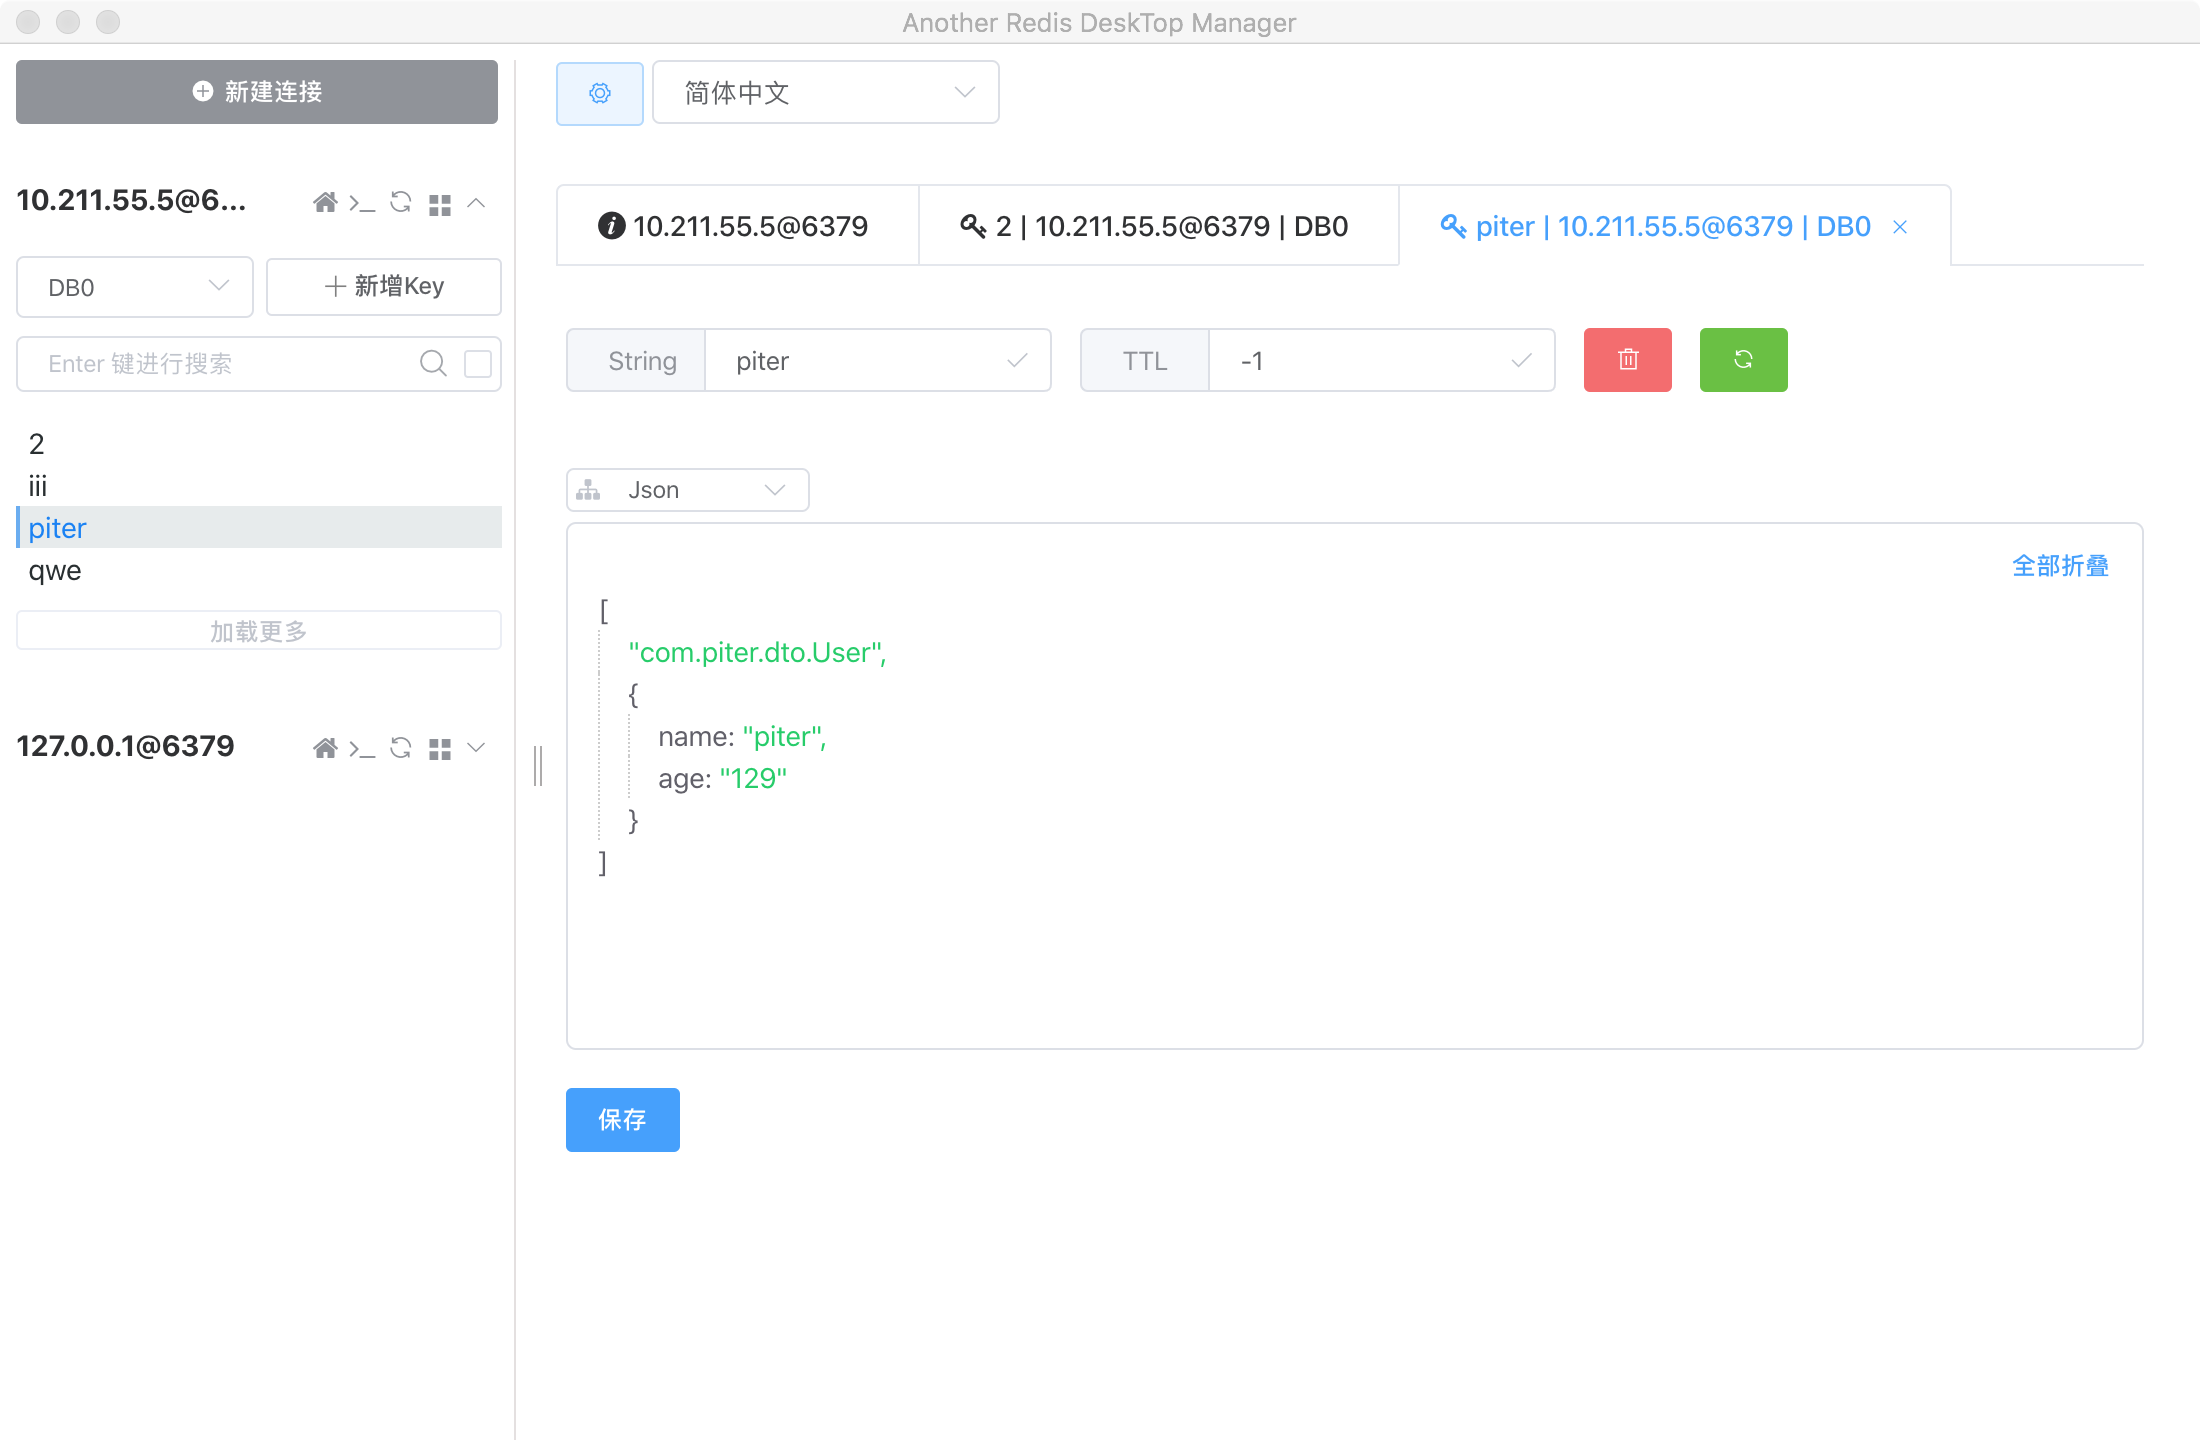 Another Redis DeskTop Manager
新建连接
简体中文
10.211.55.5@6...
10.211.55.5@6379
2 | 10.211.55.5@6379 | DB0
piter | 10.211.55.5@6379 | DB0
DB0
新增Key
Enter 键进行搜索
String
piter
TTL
-1
2
iii
piter
qwe
加载更多
127.0.0.1@6379
Json
全部折叠
[
"com.piter.dto.User",
{
name: "piter",
age: "129"
}
]
保存